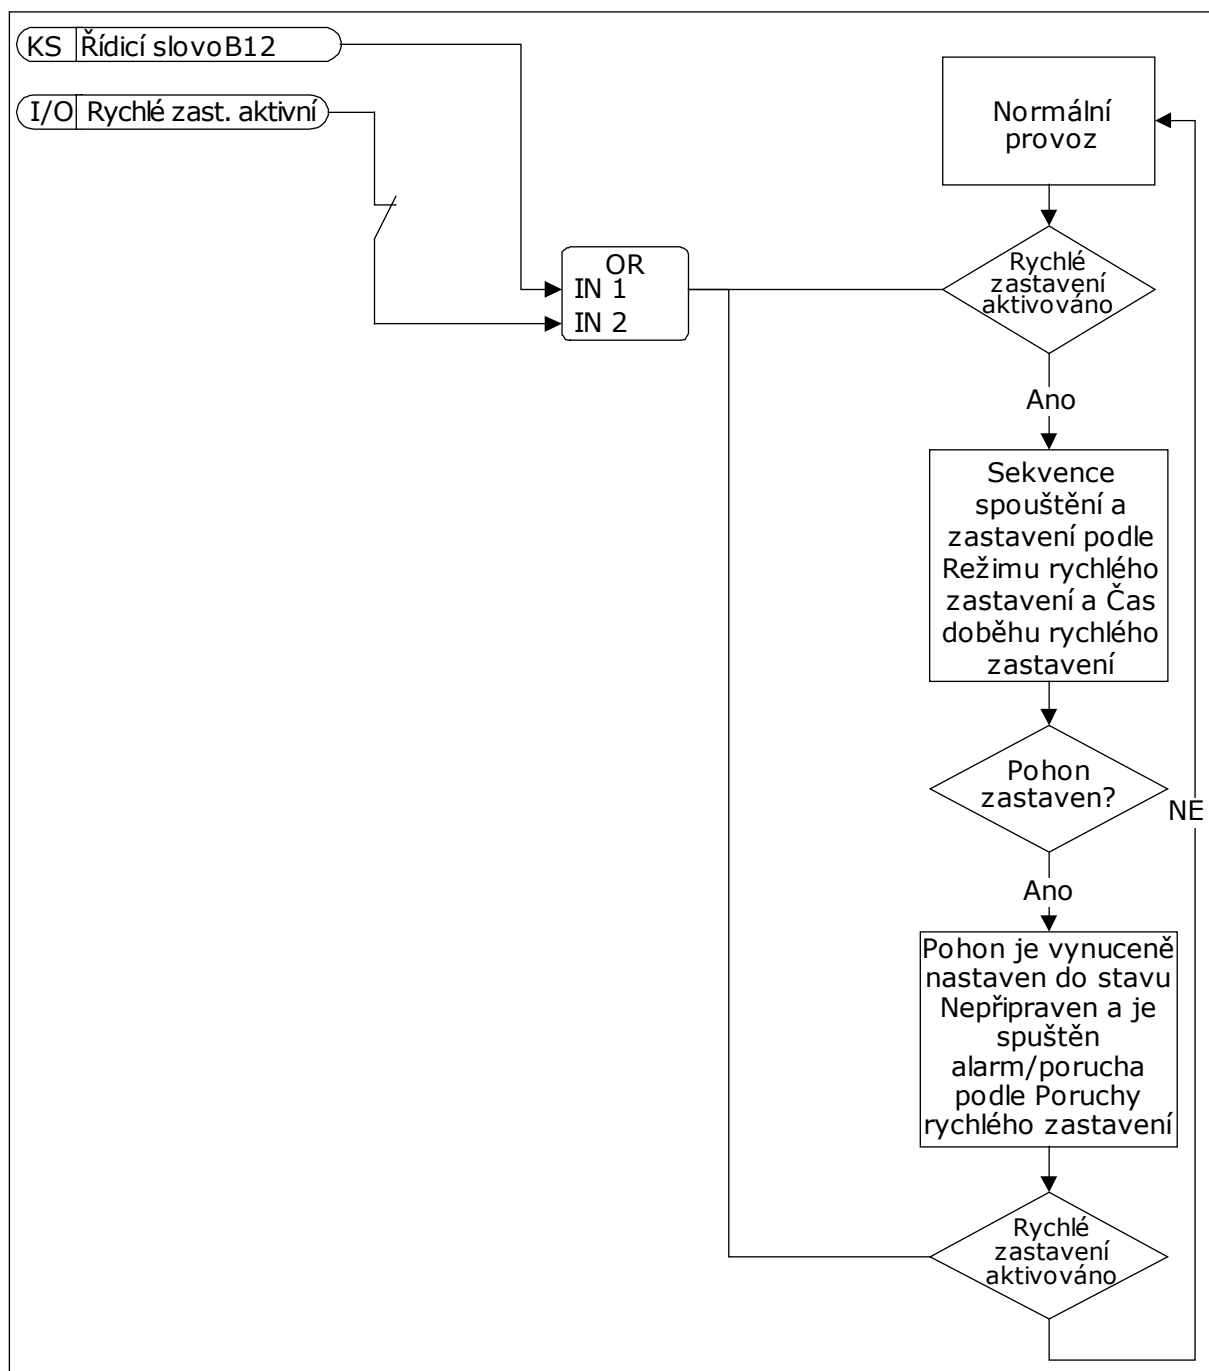 KS Řídicí slovoB12
I/O Rychlé zast. aktivní
Normální
provoz
OR
IN 1
IN 2
Rychlé
zastavení
aktivováno
Ano
Sekvence
spouštění a
zastavení podle
Režimu rychlého
zastavení a Čas
doběhu rychlého
zastavení
Pohon
zastaven?
NE
Ano
Pohon je vynuceně
nastaven do stavu
Nepřipraven a je
spuštěn
alarm/porucha
podle Poruchy
rychlého zastavení
Rychlé
zastavení
aktivováno